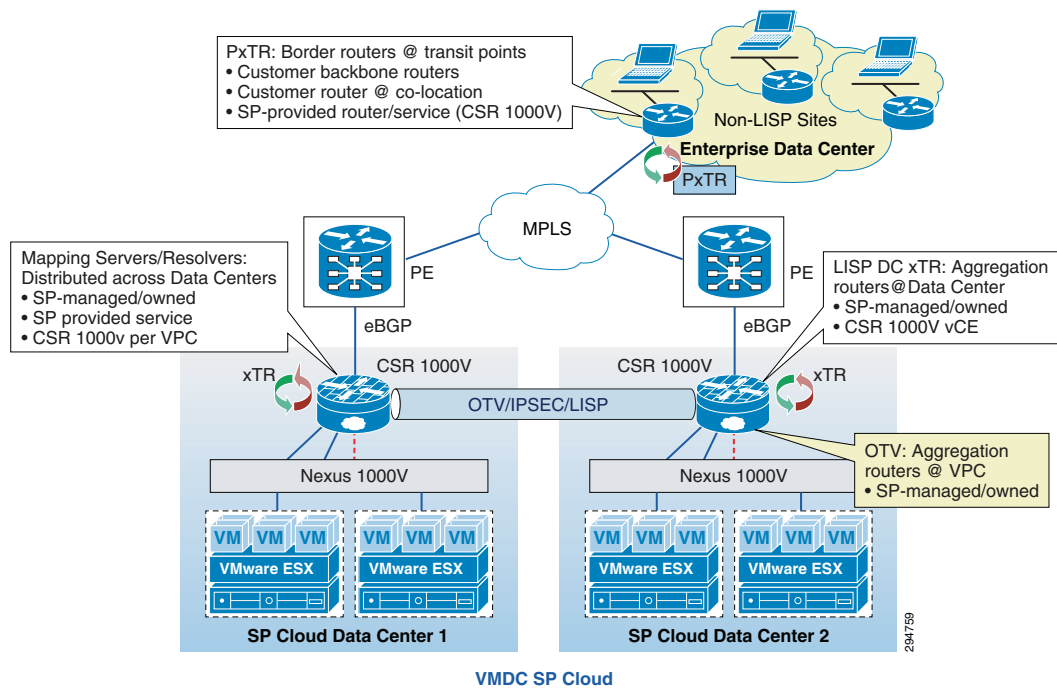 PxTR: Border routers @ transit points
• Customer backbone routers
• Customer router @ co-location
• SP-provided router/service (CSR 1000V)
Non-LISP Sites
Enterprise Data Center
PxTR
MPLS
Mapping Servers/Resolvers:
Distributed across Data Centers
• SP-managed/owned
• SP provided service
• CSR 1000v per VPC
PE
PE
LISP DC xTR: Aggregation
routers@Data Center
• SP-managed/owned
• CSR 1000V vCE
eBGP
eBGP
CSR 1000V
CSR 1000V
xTR
xTR
OTV/IPSEC/LISP
OTV: Aggregation
routers @ VPC
• SP-managed/owned
Nexus 1000V
Nexus 1000V
VM VM VM
VM VM VM
VM VM VM
VM VM VM
VMware ESX
VMware ESX
VMware ESX
VMware ESX
SP Cloud Data Center 1
SP Cloud Data Center 2
294759
VMDC SP Cloud